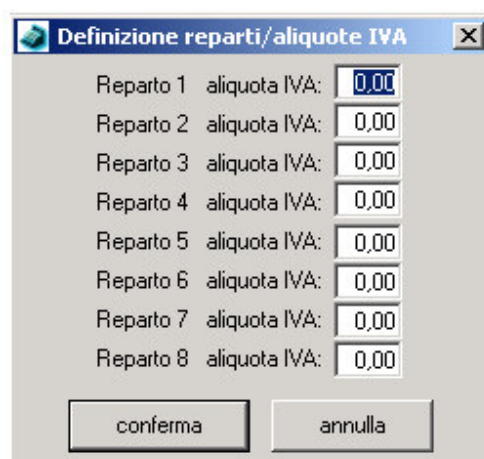 Definizione reparti/aliquote IVA
Reparto 1 aliquota IVA: 0,00
Reparto 2 aliquota IVA: 0,00
Reparto 3 aliquota IVA: 0,00
Reparto 4 aliquota IVA: 0,00
Reparto 5 aliquota IVA: 0,00
Reparto 6 aliquota IVA: 0,00
Reparto 7 aliquota IVA: 0,00
Reparto 8 aliquota IVA: 0,00
conferma annulla